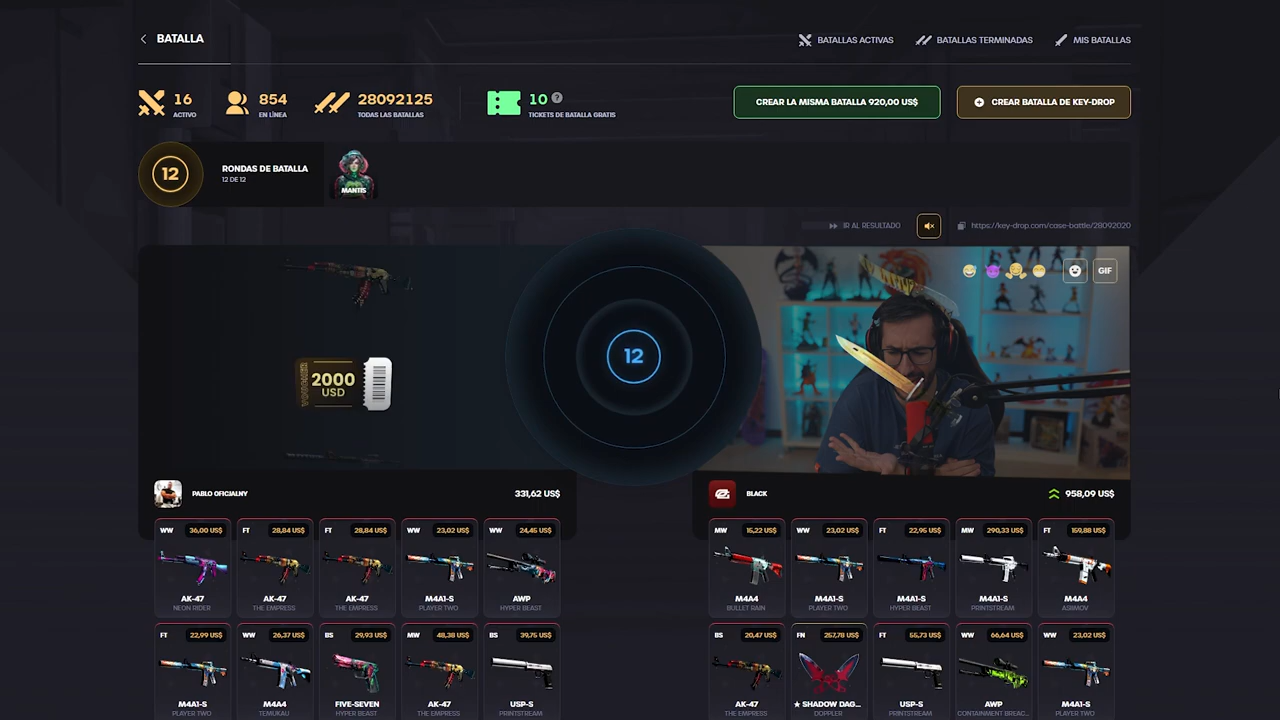 BATALLA
BATALLAS ACTIVAS
BATALLAS TERMINADAS
MIS BATALLAS
16
ACTIVO
854
EN LÍNEA
28092125
TODAS LAS BATALLAS
10 ?
TICKETS DE BATALLA GRATIS
CREAR LA MISMA BATALLA 920,00 US$
CREAR BATALLA DE KEY-DROP
12
RONDAS DE BATALLA
12 DE 12
MANTIS
IR AL RESULTADO
https://key-drop.com/case-battle/28092020
GIF
2000
USD
12
PABLO OFICJALNY
331,62 US$
BLACK
958,09 US$
WW 36,00 US$
AK-47
NEON RIDER
FT 28,84 US$
AK-47
THE EMPRESS
FT 28,84 US$
AK-47
THE EMPRESS
WW 23,02 US$
M4A1-S
PLAYER TWO
WW 24,45 US$
AWP
HYPER BEAST
MW 15,22 US$
M4A4
BULLET RAIN
WW 23,02 US$
M4A1-S
PLAYER TWO
FT 22,95 US$
M4A1-S
HYPER BEAST
MW 290,33 US$
M4A1-S
PRINTSTREAM
FT 159,88 US$
M4A4
ASIIMOV
FT 22,99 US$
M4A1-S
PLAYER TWO
WW 26,37 US$
M4A4
TEMUKAU
BS 29,93 US$
FIVE-SEVEN
HYPER BEAST
MW 48,38 US$
AK-47
THE EMPRESS
BS 39,75 US$
USP-S
PRINTSTREAM
BS 20,47 US$
AK-47
THE EMPRESS
FN 257,78 US$
★ SHADOW DAG...
DOPPLER
FT 55,73 US$
USP-S
PRINTSTREAM
WW 66,64 US$
AWP
CONTAINMENT BREAC...
WW 23,02 US$
M4A1-S
PLAYER TWO